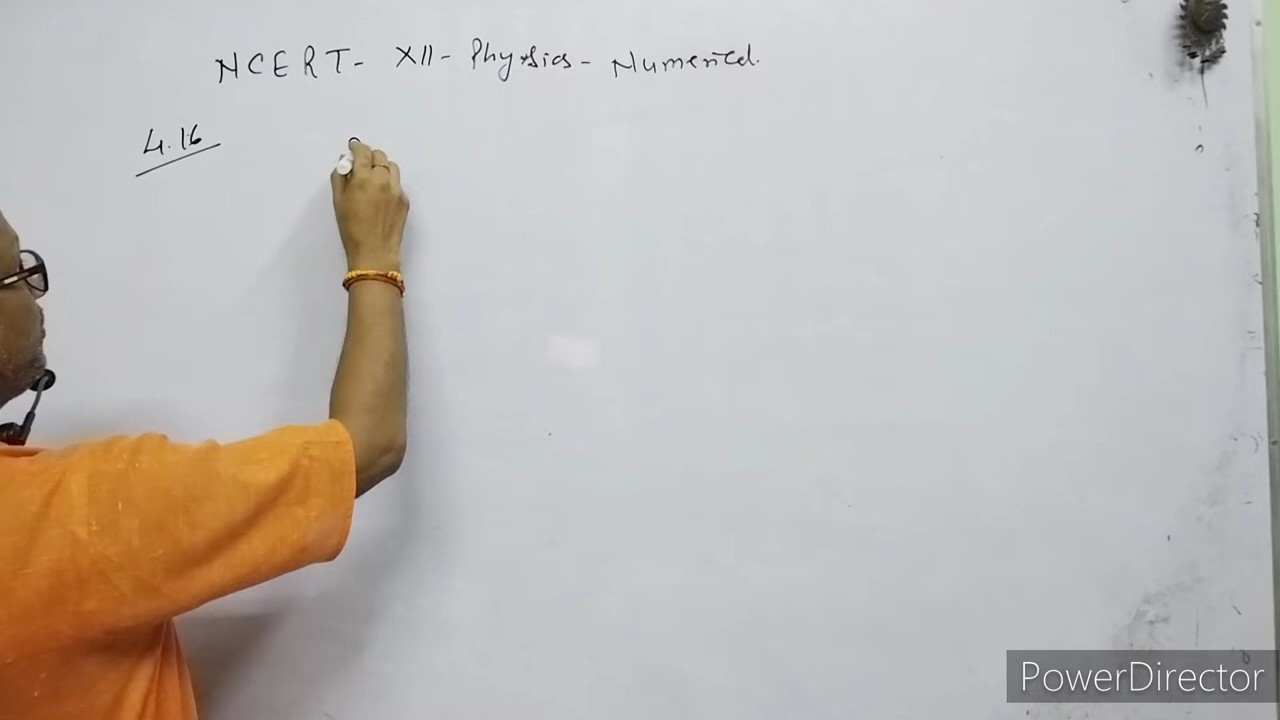 NCERT- XII- Physics- Numerical.
4.16
PowerDirector